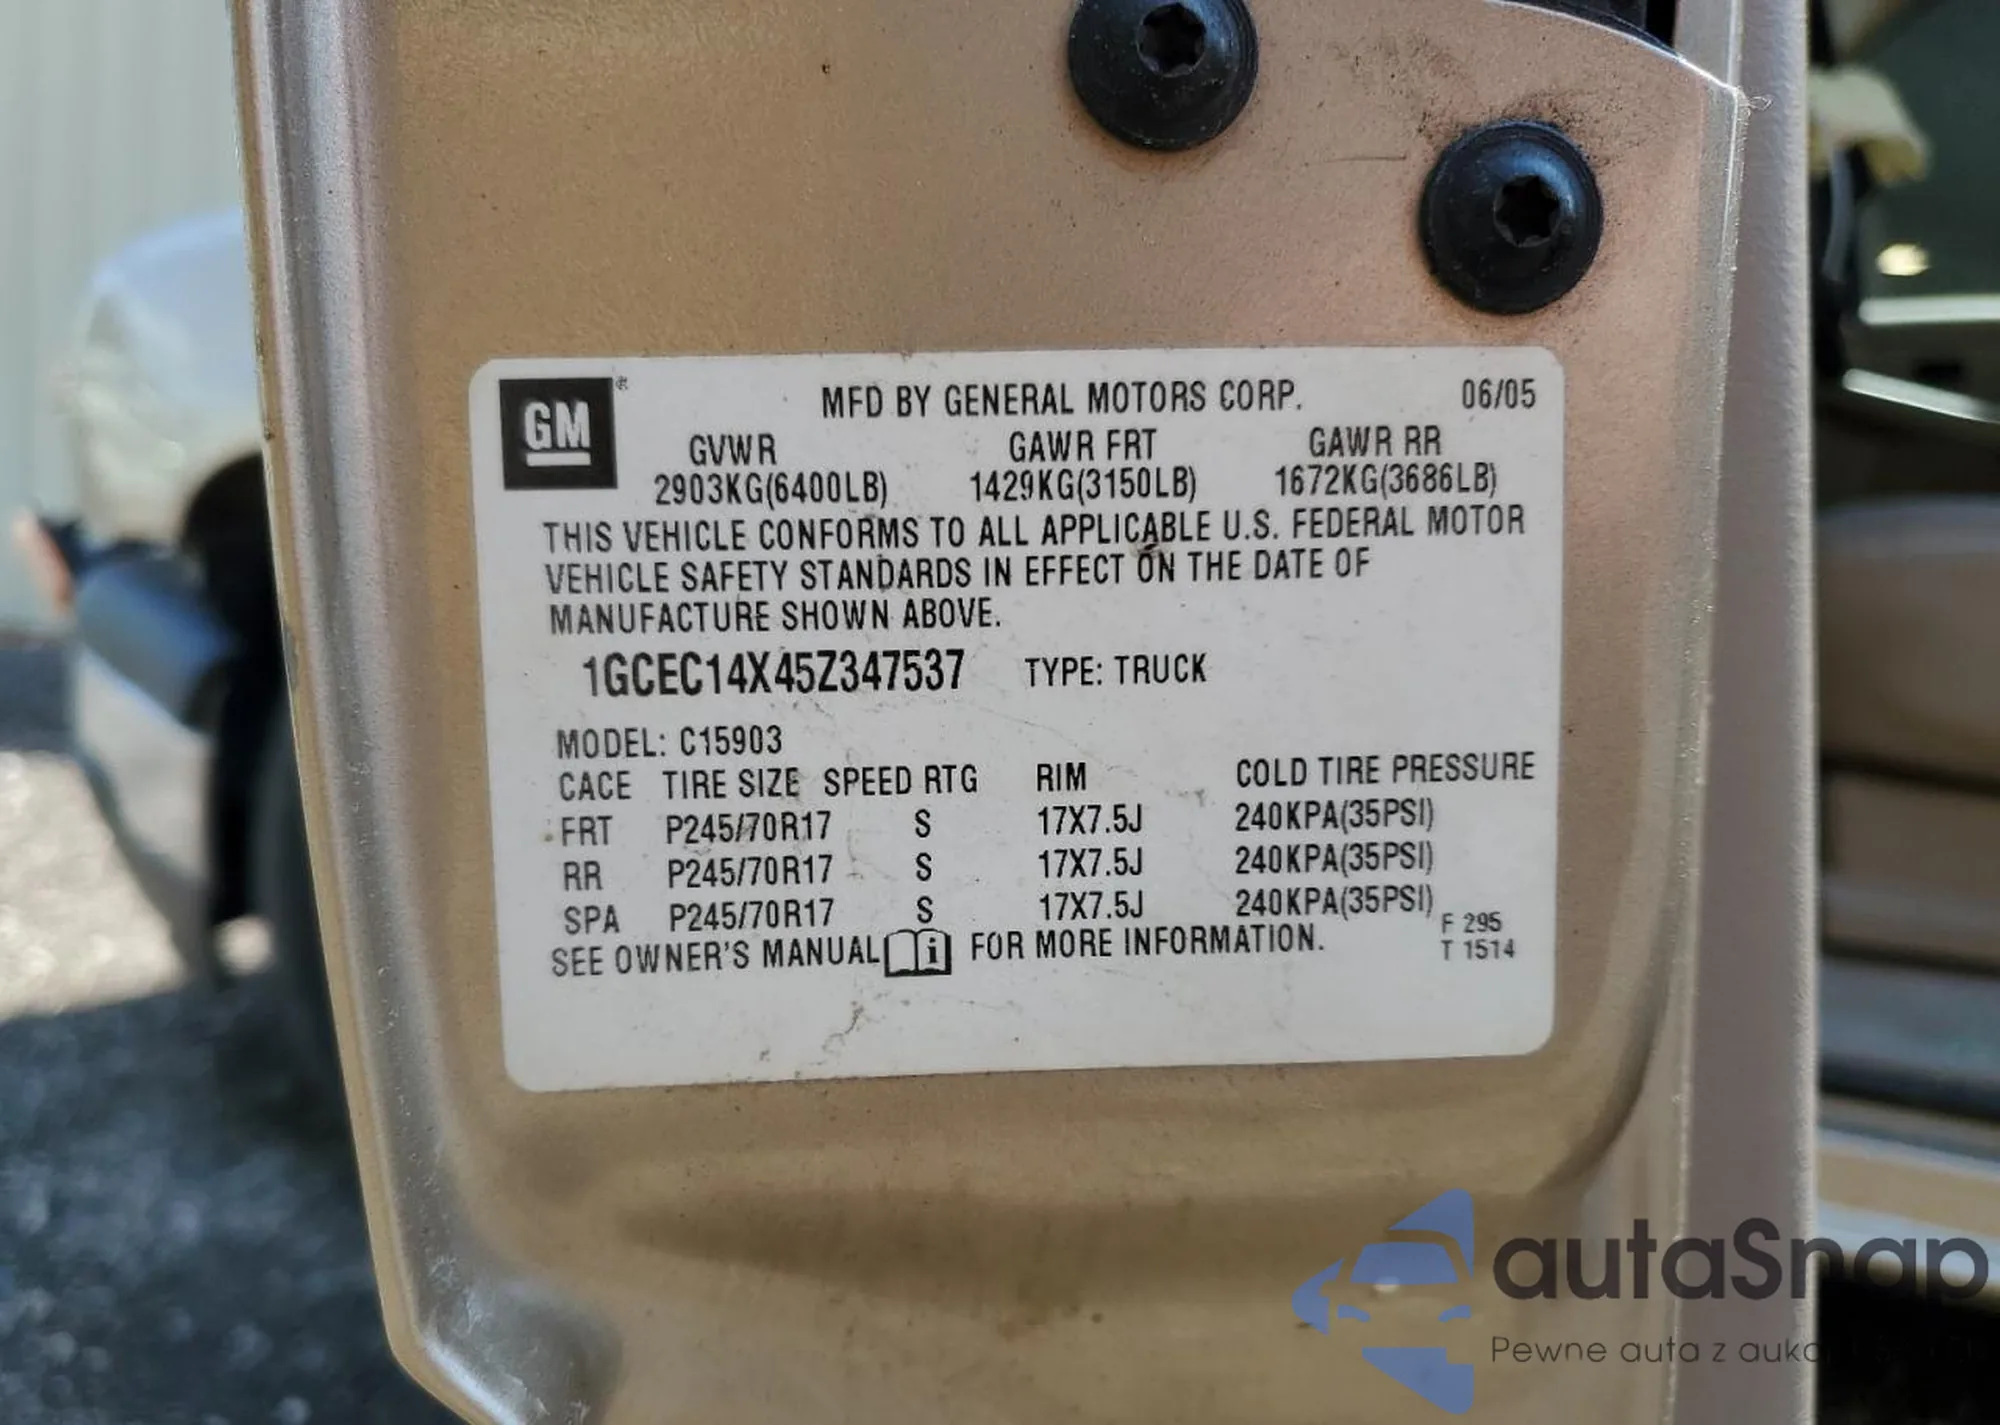 GM ® MFD BY GENERAL MOTORS CORP. 06/05
GVWR GAWR FRT GAWR RR
2903KG(6400LB) 1429KG(3150LB) 1672KG(3686LB)
THIS VEHICLE CONFORMS TO ALL APPLICABLE U.S. FEDERAL MOTOR
VEHICLE SAFETY STANDARDS IN EFFECT ON THE DATE OF
MANUFACTURE SHOWN ABOVE.
1GCEC14X45Z347537 TYPE: TRUCK
MODEL: C15903
CACE TIRE SIZE SPEED RTG RIM COLD TIRE PRESSURE
FRT P245/70R17 S 17X7.5J 240KPA(35PSI)
RR P245/70R17 S 17X7.5J 240KPA(35PSI)
SPA P245/70R17 S 17X7.5J 240KPA(35PSI)
F 295
SEE OWNER'S MANUAL i FOR MORE INFORMATION. T 1514
autaSnap
Pewne auta z